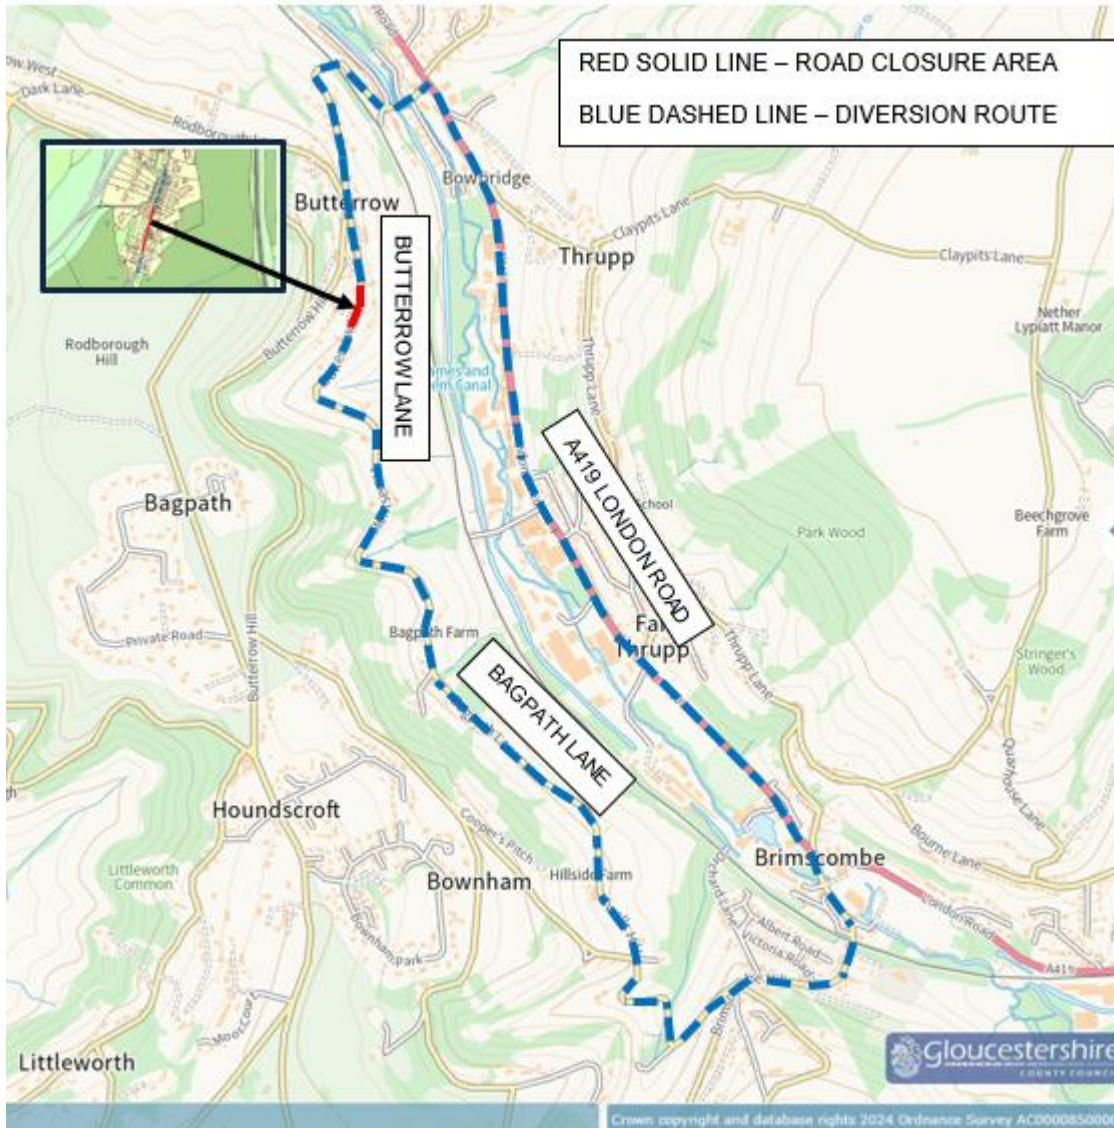 RED SOLID LINE – ROAD CLOSURE AREA
BLUE DASHED LINE – DIVERSION ROUTE
Dark Lane
Bowbridge
Butterrow
BUTTERROW LANE
Thrupp
Claypits Lane
Claypits Lane
Nether
Lypiatt Manor
Rodborough
Hill
Thrupp Lane
A419 LONDON ROAD
School
Bagpath
Park Wood
Beechgrove
Farm
Private Road
Butterrow Hill
Bagpath Farm
Thrupp
Thrupp Lane
Stringer's
Wood
BAGPATH LANE
Quarhouse Lane
Houndscroft
Cooper's Pitch
Littleworth
Common
Bownham
Hillside Farm
Brimscombe
Bourne Lane
Orchard Lane
Albert Road
Victoria Road
London Road
A419
Bownham Park
Littleworth
Gloucestershire
COUNTY COUNCIL
Crown copyright and database rights 2024 Ordnance Survey